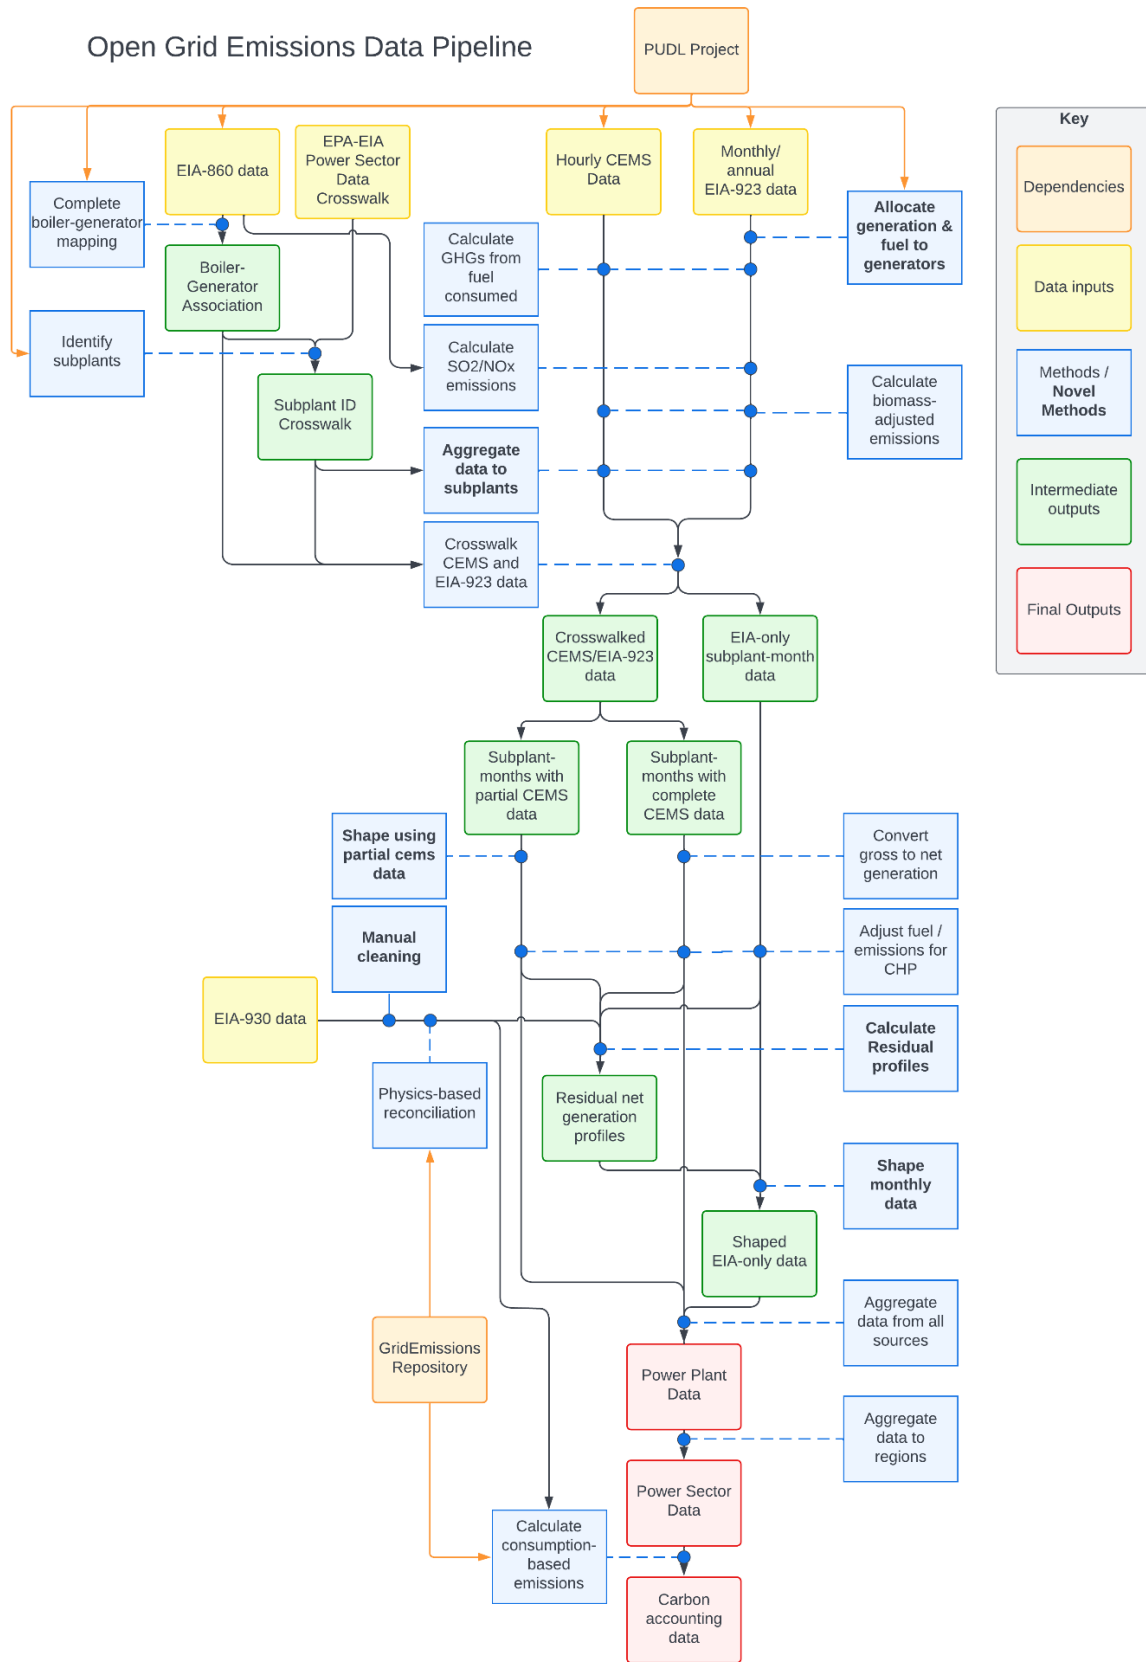 Open Grid Emissions Data Pipeline
PUDL Project
Key
Dependencies
Data inputs
Methods /
Novel
Methods
Intermediate
outputs
Final Outputs
EIA-860 data
EPA-EIA
Power Sector
Data
Crosswalk
Hourly CEMS
Data
Monthly/
annual
EIA-923 data
Complete
boiler-generator
mapping
Allocate
generation &
fuel to
generators
Calculate
GHGs from
fuel
consumed
Boiler-
Generator
Association
Identify
subplants
Calculate
SO2/NOx
emissions
Calculate
biomass-
adjusted
emissions
Subplant ID
Crosswalk
Aggregate
data to
subplants
Crosswalk
CEMS and
EIA-923 data
Crosswalked
CEMS/EIA-923
data
EIA-only
subplant-month
data
Subplant-
months with
partial CEMS
data
Subplant-
months with
complete
CEMS data
Shape using
partial cems
data
Convert
gross to net
generation
Manual
cleaning
Adjust fuel /
emissions for
CHP
EIA-930 data
Calculate
Residual
profiles
Physics-based
reconciliation
Residual net
generation
profiles
Shape
monthly
data
Shaped
EIA-only data
Aggregate
data from all
sources
GridEmissions
Repository
Power Plant
Data
Aggregate
data to
regions
Power Sector
Data
Calculate
consumption-
based
emissions
Carbon
accounting
data